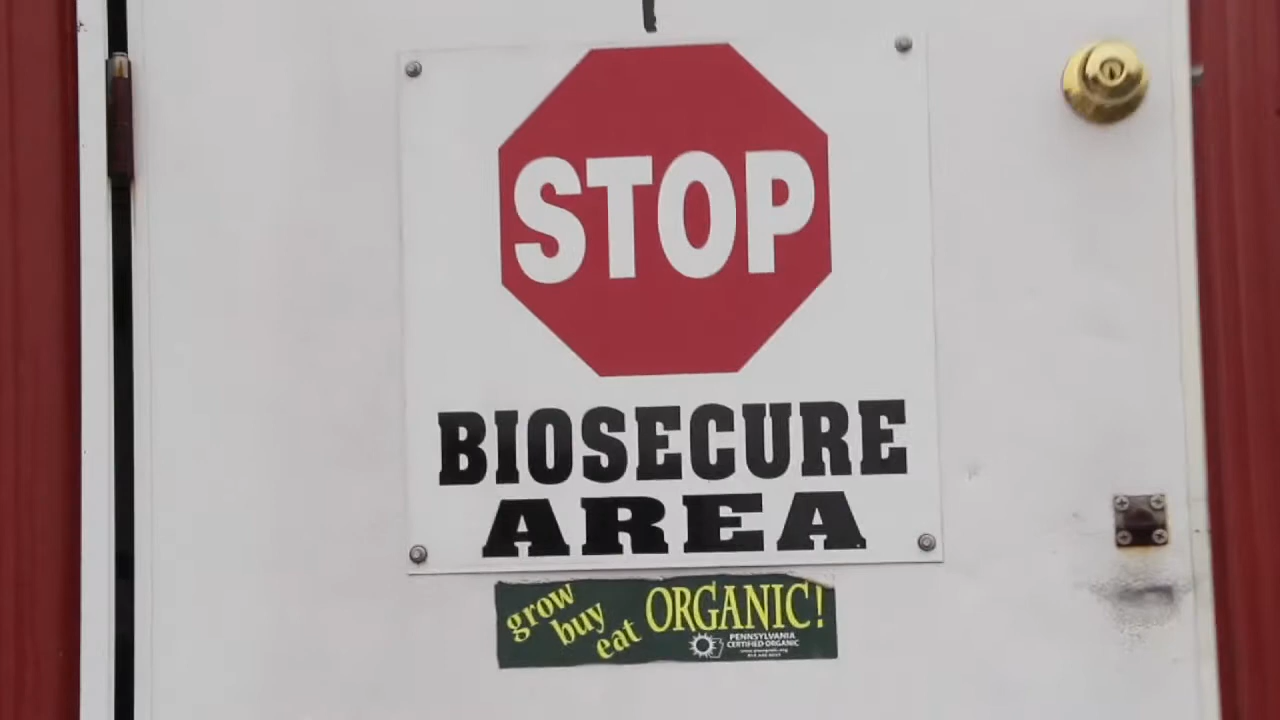 STOP
BIOSECURE
AREA
grow
buy
eat
ORGANIC!
PENNSYLVANIA
CERTIFIED ORGANIC